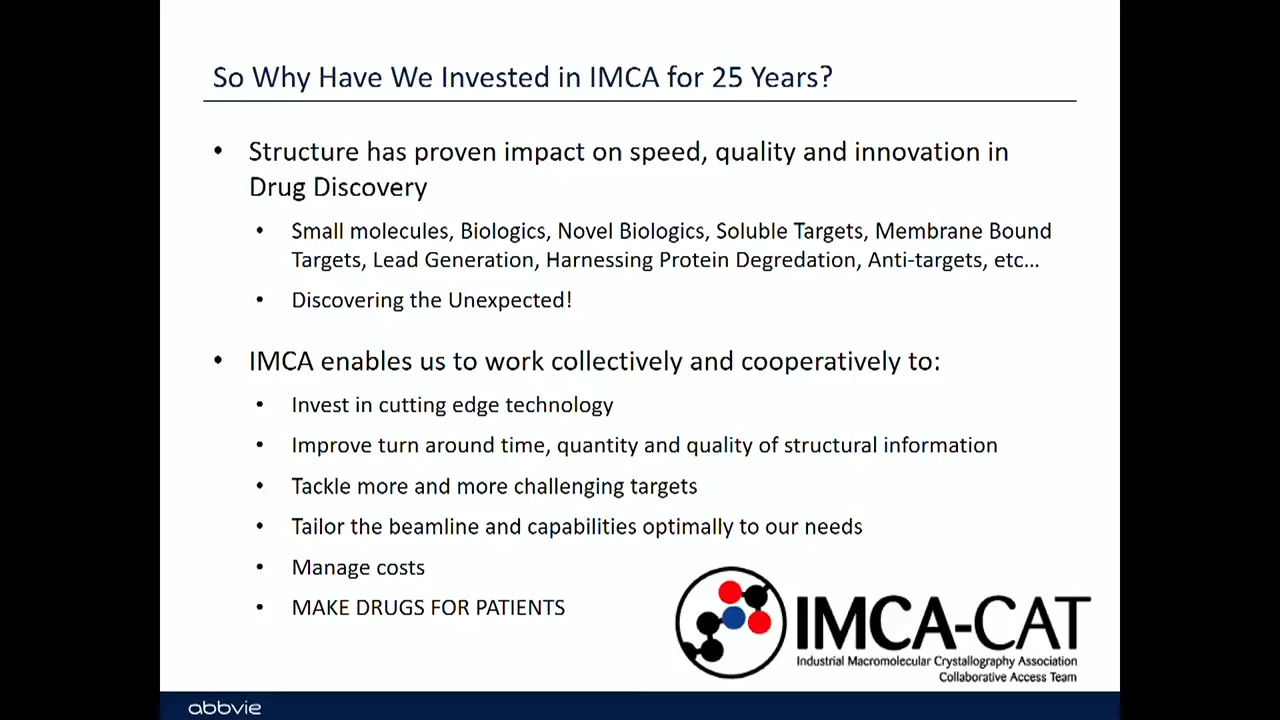 So Why Have We Invested in IMCA for 25 Years?
• Structure has proven impact on speed, quality and innovation in
Drug Discovery
• Small molecules, Biologics, Novel Biologics, Soluble Targets, Membrane Bound
Targets, Lead Generation, Harnessing Protein Degredation, Anti-targets, etc...
• Discovering the Unexpected!
• IMCA enables us to work collectively and cooperatively to:
• Invest in cutting edge technology
• Improve turn around time, quantity and quality of structural information
• Tackle more and more challenging targets
• Tailor the beamline and capabilities optimally to our needs
• Manage costs
• MAKE DRUGS FOR PATIENTS
IMCA-CAT
Industrial Macromolecular Crystallography Association
Collaborative Access Team
abbvie